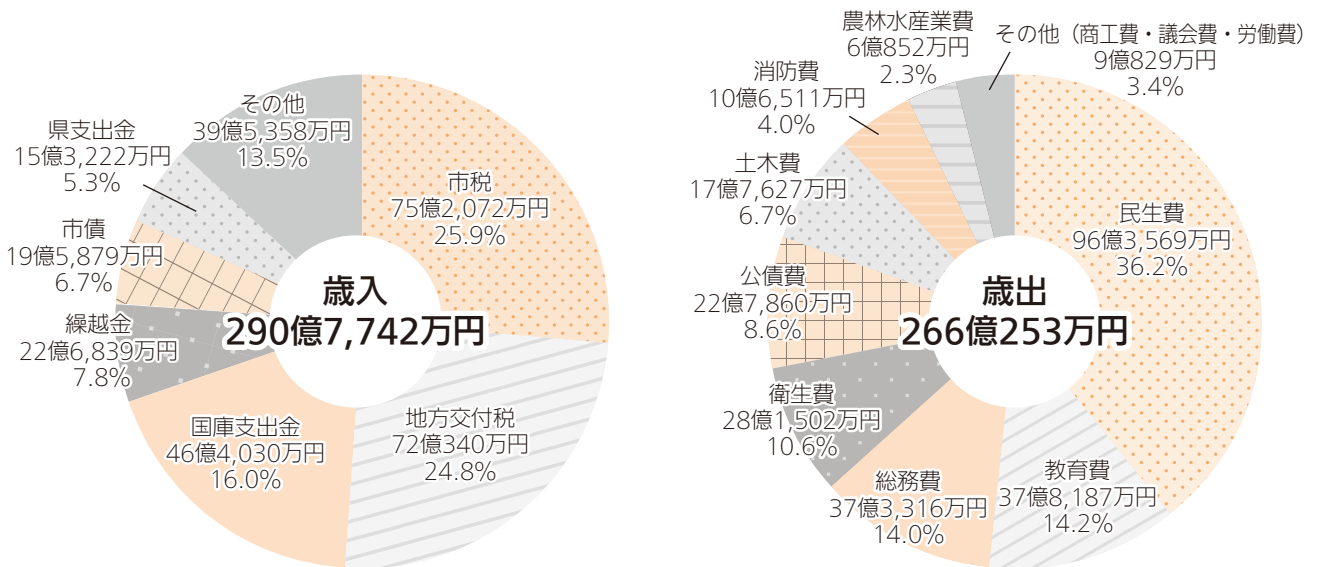 歳入
290億7,742万円
市税
75億2,072万円
25.9%
地方交付税
72億340万円
24.8%
国庫支出金
46億4,030万円
16.0%
繰越金
22億6,839万円
7.8%
市債
19億5,879万円
6.7%
県支出金
15億3,222万円
5.3%
その他
39億5,358万円
13.5%
歳出
266億253万円
民生費
96億3,569万円
36.2%
教育費
37億8,187万円
14.2%
総務費
37億3,316万円
14.0%
衛生費
28億1,502万円
10.6%
公債費
22億7,860万円
8.6%
土木費
17億7,627万円
6.7%
消防費
10億6,511万円
4.0%
農林水産業費
6億852万円
2.3%
その他（商工費・議会費・労働費）
9億829万円
3.4%